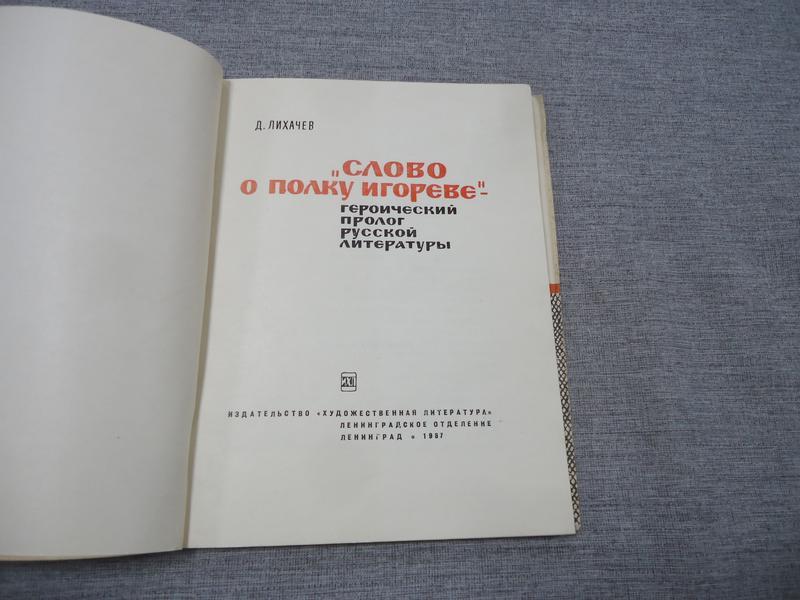 Д. ЛИХАЧЕВ
„СЛОВО
О ПОЛКУ ИГОРЕВЕ"-
ГЕРОИЧЕСКИЙ
ПРОЛОГ
РУССКОЙ
ЛИТЕРАТУРЫ
ИЗДАТЕЛЬСТВО «ХУДОЖЕСТВЕННАЯ ЛИТЕРАТУРА»
ЛЕНИНГРАДСКОЕ ОТДЕЛЕНИЕ
ЛЕНИНГРАД • 1967